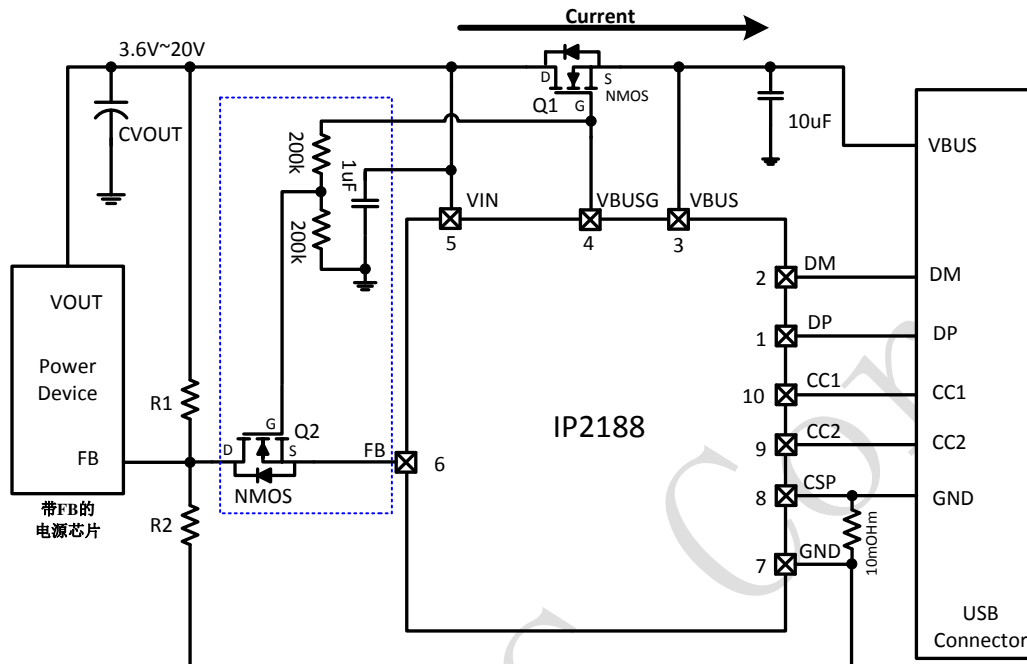 Current
3.6V~20V
D
S
NMOS
Q1
G
CVOUT
200k
1uF
10uF
VBUS
VIN
VBUSG
VBUS
200k
5
4
3
2
DM
DM
VOUT
1
DP
DP
Power
Device
R1
10
CC1
CC1
IP2188
G
Q2
9
CC2
CC2
FB
D
S
FB
6
NMOS
8
CSP
GND
带FB的
电源芯片
R2
10mOHm
7
GND
USB
Connector
C Cor